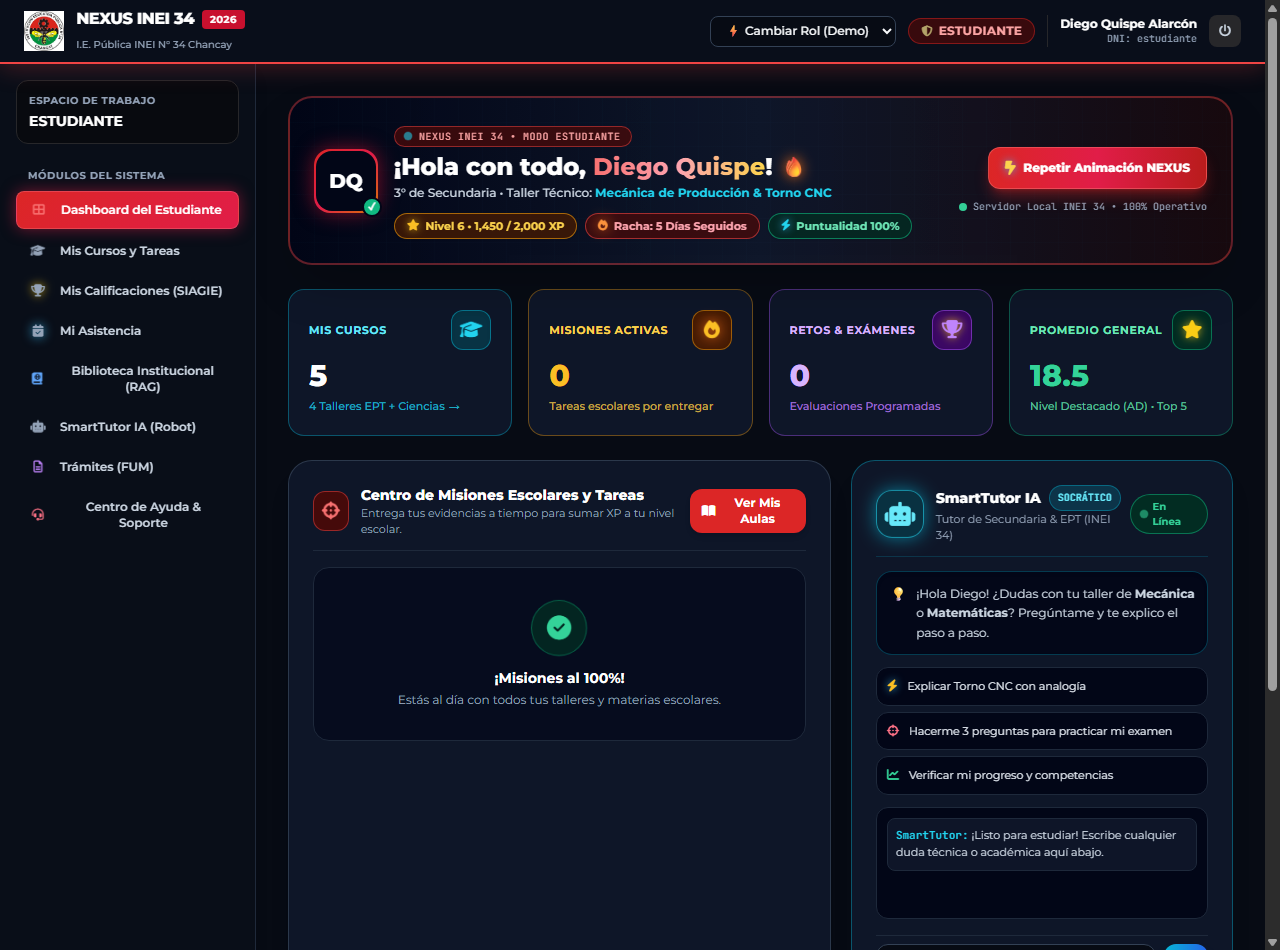 NEXUS INEI 34 2026
I.E. Pública INEI N° 34 Chancay
Cambiar Rol (Demo)
ESTUDIANTE
Diego Quispe Alarcón
DNI: estudiante
ESPACIO DE TRABAJO
ESTUDIANTE
MÓDULOS DEL SISTEMA
Dashboard del Estudiante
Mis Cursos y Tareas
Mis Calificaciones (SIAGIE)
Mi Asistencia
Biblioteca Institucional
(RAG)
SmartTutor IA (Robot)
Trámites (FUM)
Centro de Ayuda &
Soporte
NEXUS INEI 34 • MODO ESTUDIANTE
DQ
¡Hola con todo, Diego Quispe!
3° de Secundaria • Taller Técnico: Mecánica de Producción & Torno CNC
Nivel 6 • 1,450 / 2,000 XP
Racha: 5 Días Seguidos
Puntualidad 100%
Repetir Animación NEXUS
Servidor Local INEI 34 • 100% Operativo
MIS CURSOS
5
4 Talleres EPT + Ciencias →
MISIONES ACTIVAS
0
Tareas escolares por entregar
RETOS & EXÁMENES
0
Evaluaciones Programadas
PROMEDIO GENERAL
18.5
Nivel Destacado (AD) • Top 5
Centro de Misiones Escolares y Tareas
Entrega tus evidencias a tiempo para sumar XP a tu nivel
escolar.
Ver Mis
Aulas
¡Misiones al 100%!
Estás al día con todos tus talleres y materias escolares.
SmartTutor IA SOCRÁTICO
Tutor de Secundaria & EPT (INEI
34)
En
Línea
¡Hola Diego! ¿Dudas con tu taller de Mecánica
o Matemáticas? Pregúntame y te explico el
paso a paso.
Explicar Torno CNC con analogía
Hacerme 3 preguntas para practicar mi examen
Verificar mi progreso y competencias
SmartTutor: ¡Listo para estudiar! Escribe cualquier
duda técnica o académica aquí abajo.